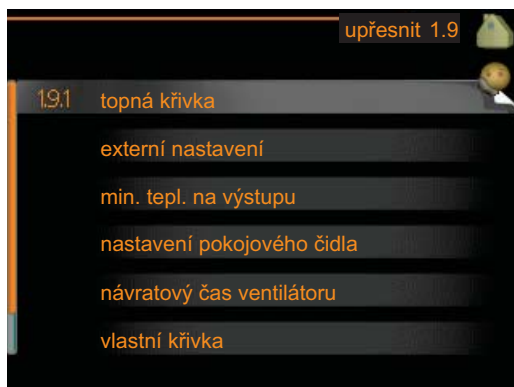 upřesnit 1.9
1.9.1 topná křivka
externí nastavení
min. tepl. na výstupu
nastavení pokojového čidla
návratový čas ventilátoru
vlastní křivka